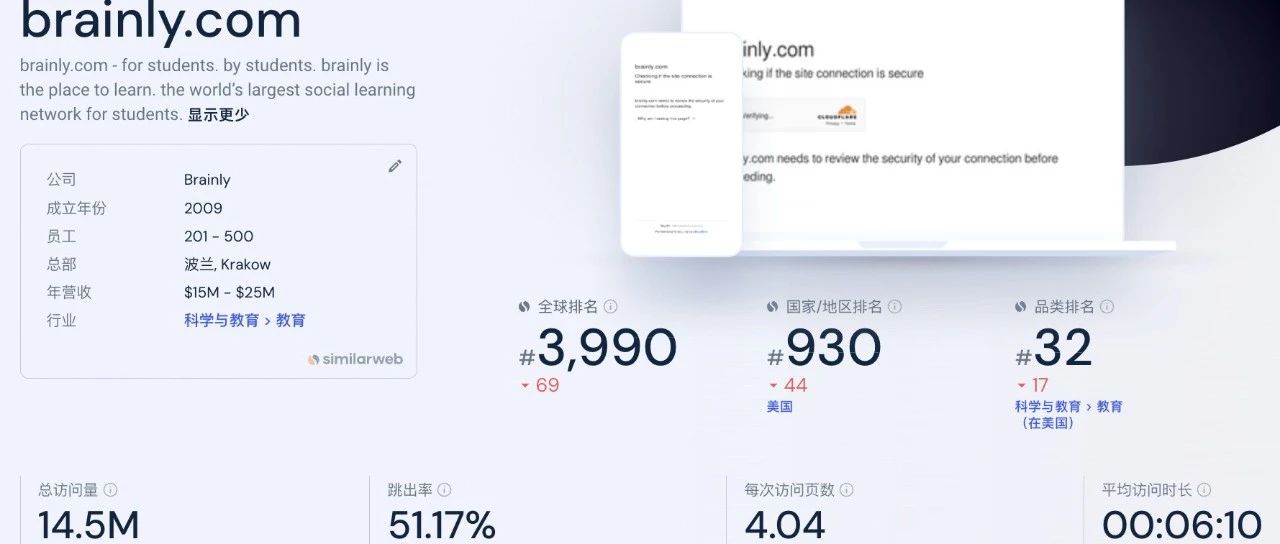 brainly.com
brainly.com - for students. by students. brainly is
the place to learn. the world's largest social learning
network for students. 显示更少
公司 Brainly
成立年份 2009
员工 201 - 500
总部 波兰, Krakow
年营收 $15M - $25M
行业 科学与教育 > 教育
similarweb
brainly.com
Checking if the site connection is
secure
brainly.com needs to review the security of your
connection before proceeding.
Why am I seeing this page?
inly.com
king if the site connection is secure
erifying...
CLOUDFLARE
Privacy • Terms
y.com needs to review the security of your connection before
eding.
全球排名
#3,990
69
国家/地区排名
#930
44
美国
品类排名
#32
17
科学与教育 > 教育
（在美国）
总访问量
14.5M
跳出率
51.17%
每次访问页数
4.04
平均访问时长
00:06:10